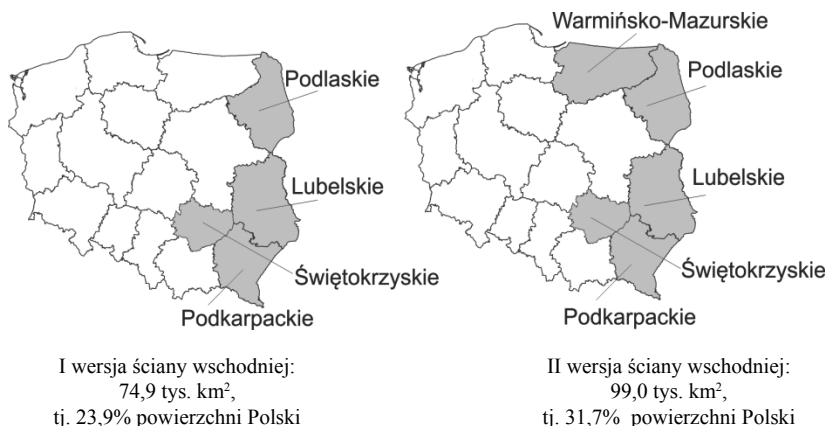 Podlaskie
Lubelskie
Świętokrzyskie
Podkarpackie
I wersja ściany wschodniej:
74,9 tys. km²,
tj. 23,9% powierzchni Polski
Warmińsko-Mazurskie
Podlaskie
Lubelskie
Świętokrzyskie
Podkarpackie
II wersja ściany wschodniej:
99,0 tys. km²,
tj. 31,7% powierzchni Polski